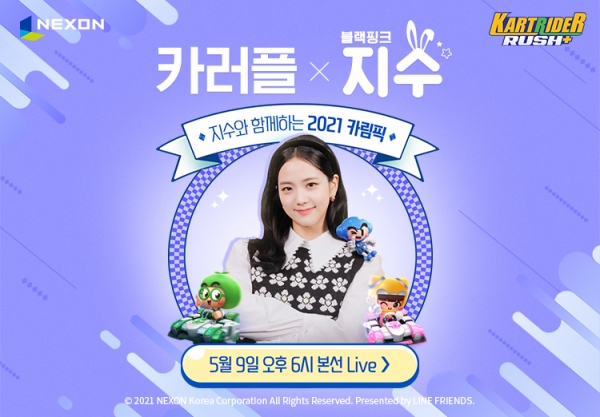 NEXON
KARTRIDER
RUSH+
블랙핑크
카러플 × 지수
지수와 함께하는 2021 카림픽
5월 9일 오후 6시 본선 Live >
© 2021 NEXON Korea Corporation All Rights Reserved. Presented by LINE FRIENDS.